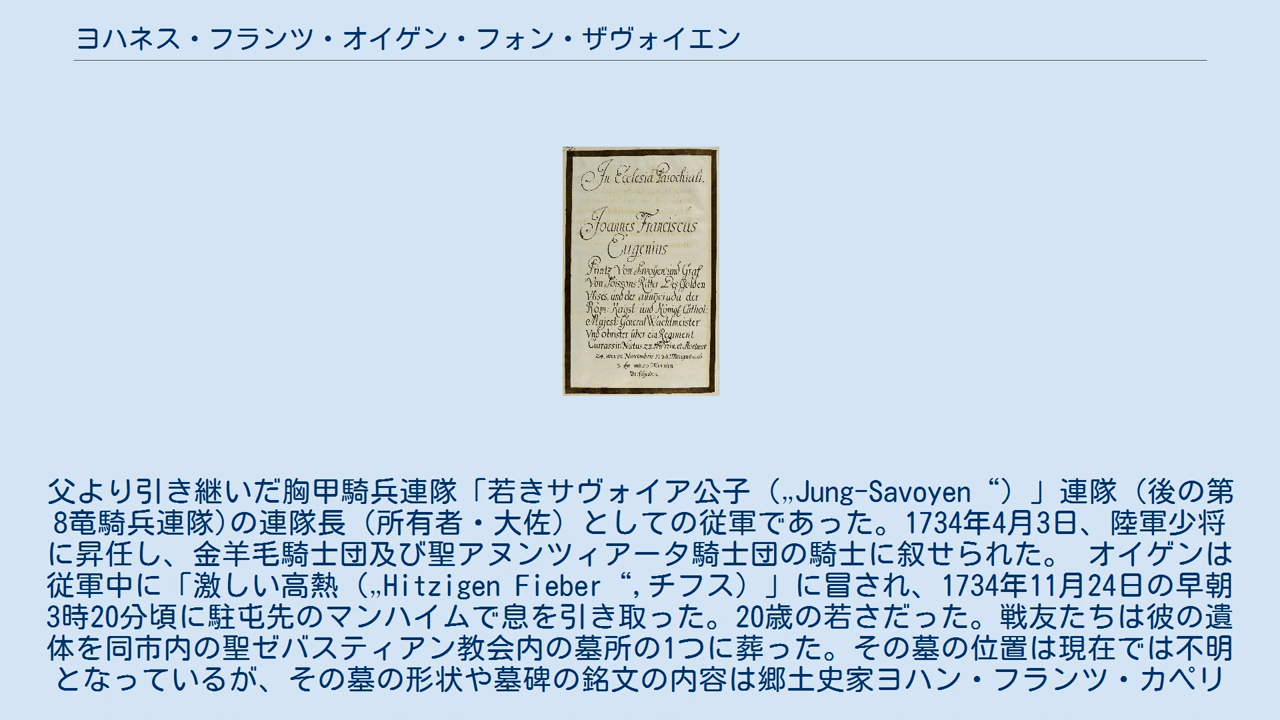 ヨハネス・フランツ・オイゲン・フォン・ザヴォイエン
In Ecclesia Parochiali.
Joannes Franciscus
Eugenius
Printz Von Savoyen und Graf
Von Soissons Ritter Des Golden
Vlises, und der annunciada der
Röm: Kaysl und Königl Cathol:
Majest: General Wachtmeister
Vnd obrister über ein Regiment
父より引き継いだ胸甲騎兵連隊「若きサヴォイア公子（„Jung-Savoyen “）」連隊（後の第
8竜騎兵連隊)の連隊長（所有者・大佐）としての従軍であった。1734年4月3日、陸軍少将
に昇任し、金羊毛騎士団及び聖アヌンツィアータ騎士団の騎士に叙せられた。 オイゲンは
従軍中に「激しい高熱（„Hitzigen Fieber “,チフス）」に冒され、1734年11月24日の早朝
3時20分頃に駐屯先のマンハイムで息を引き取った。20歳の若さだった。戦友たちは彼の遺
体を同市内の聖ゼバスティアン教会内の墓所の1つに葬った。その墓の位置は現在では不明
となっているが、その墓の形状や墓碑の銘文の内容は郷土史家ヨハン・フランツ・カペリ